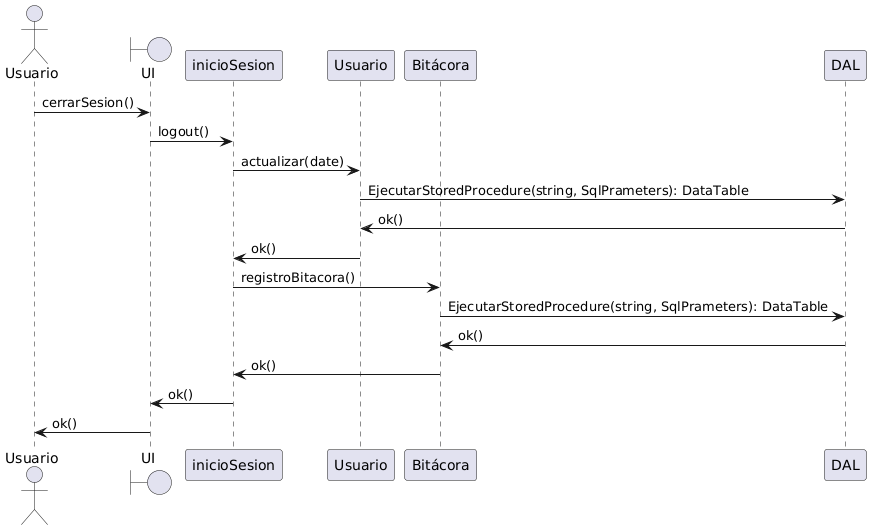 Usuario
UI
inicioSesion
Usuario
Bitácora
DAL
cerrarSesion()
logout()
actualizar(date)
EjecutarStoredProcedure(string, SqlPrameters): DataTable
ok()
ok()
registroBitacora()
EjecutarStoredProcedure(string, SqlPrameters): DataTable
ok()
ok()
ok()
ok()
Usuario
UI
inicioSesion
Usuario
Bitácora
DAL